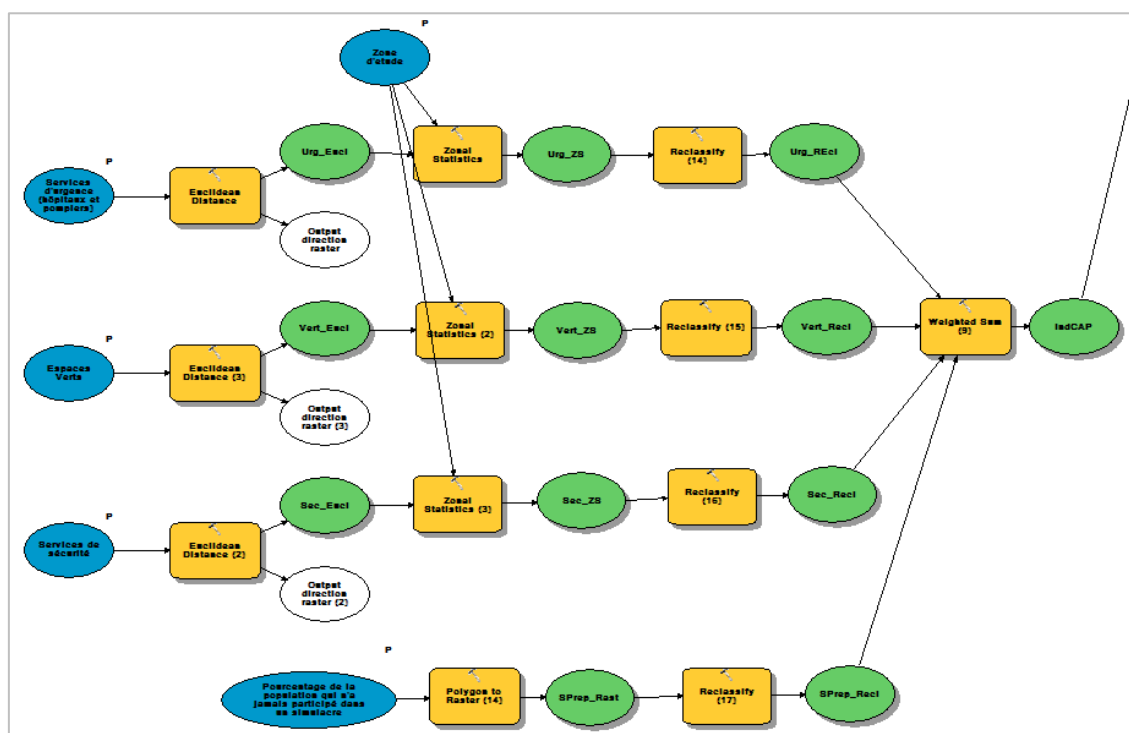 P
Zone
d'etude
Urg_Eucl
Zonal
Statistics
Urg_ZS
Reclassify
(14)
Urg_REcl
P
Services
d'urgence
(hôpitaux et
pompiers)
Euclidean
Distance
Output
direction
raster
Vert_Eucl
Zonal
Statistics (2)
Vert_ZS
Reclassify (15)
Vert_Recl
Weighted Sum
(9)
IndCAP
P
Espaces
Verts
Euclidean
Distance (3)
Output
direction
raster (3)
Sec_Eucl
Zonal
Statistics (3)
Sec_ZS
Reclassify
(16)
Sec_Recl
P
Services de
sécurité
Euclidean
Distance (2)
Output
direction
raster (2)
P
Pourcentage de la
population qui n'a
jamais participé dans
un simulacre
Polygon to
Raster (14)
SPrep_Rast
Reclassify
(17)
SPrep_Recl